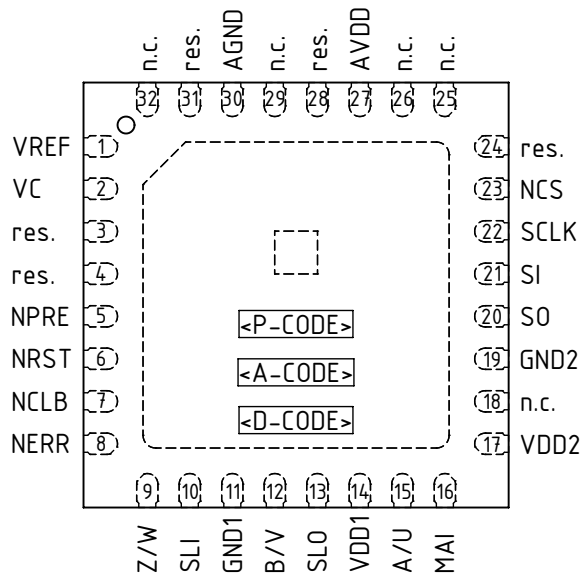 n.c. res. AGND n.c. res. AVDD n.c. n.c.
32 31 30 29 28 27 26 25
VREF 1
VC 2
res. 3
res. 4
NPRE 5
NRST 6
NCLB 7
NERR 8
24 res.
23 NCS
22 SCLK
21 SI
20 SO
19 GND2
18 n.c.
17 VDD2
<P-CODE>
<A-CODE>
<D-CODE>
9 10 11 12 13 14 15 16
Z/W SLI GND1 B/V SLO VDD1 A/U MAI